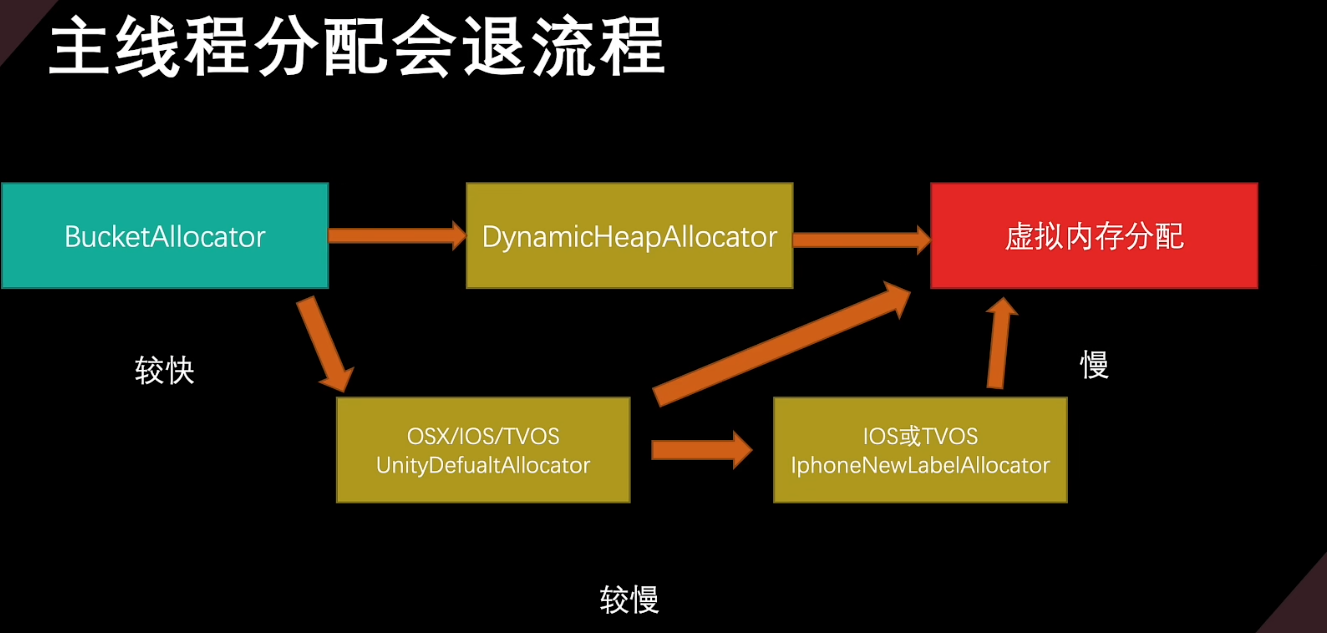 主线程分配会退流程
BucketAllocator
DynamicHeapAllocator
虚拟内存分配
较快
慢
OSX/IOS/TVOS
UnityDefualtAllocator
IOS或TVOS
IphoneNewLabelAllocator
较慢